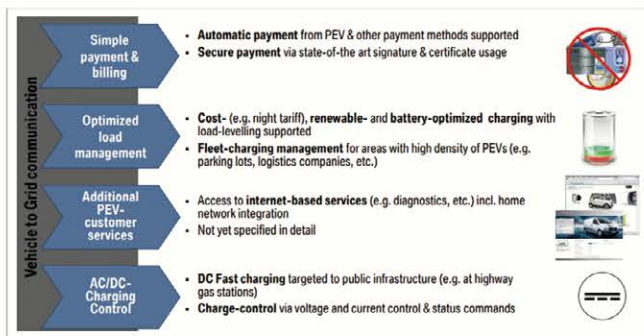 Vehicle to Grid communication
Simple
payment &
billing
• Automatic payment from PEV & other payment methods supported
• Secure payment via state-of-the art signature & certificate usage
Optimized
load
management
• Cost- (e.g. night tariff), renewable- and battery-optimized charging with
load-levelling supported
• Fleet-charging management for areas with high density of PEVs (e.g.
parking lots, logistics companies, etc.)
Additional
PEV-
customer
services
• Access to internet-based services (e.g. diagnostics, etc.) incl. home
network integration
• Not yet specified in detail
AC/DC-
Charging
Control
• DC Fast charging targeted to public infrastructure (e.g. at highway
gas stations)
• Charge-control via voltage and current control & status commands